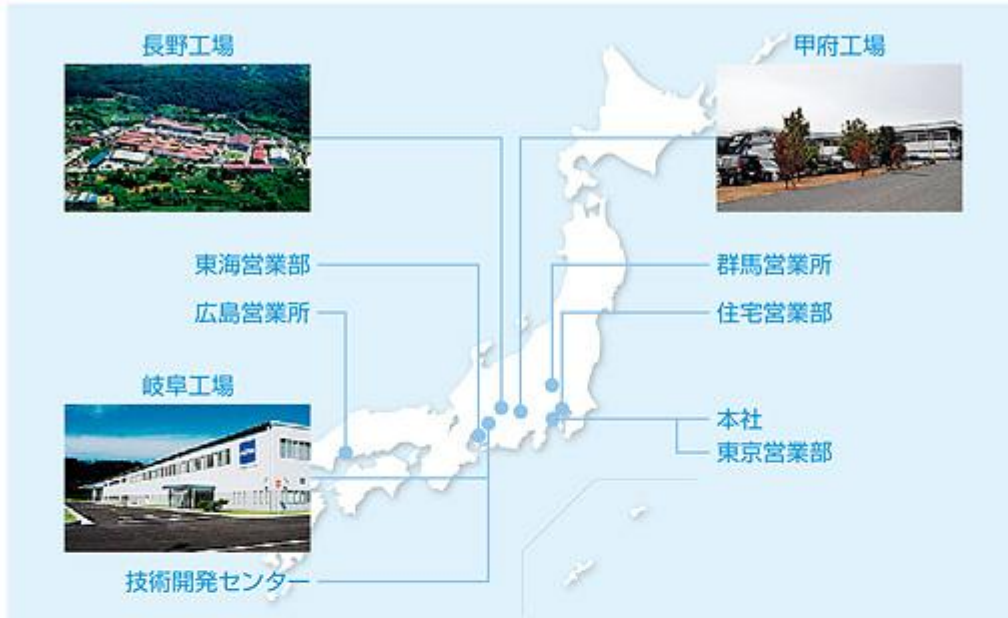 長野工場
甲府工場
東海営業部
広島営業所
岐阜工場
技術開発センター
群馬営業所
住宅営業部
本社
東京営業部